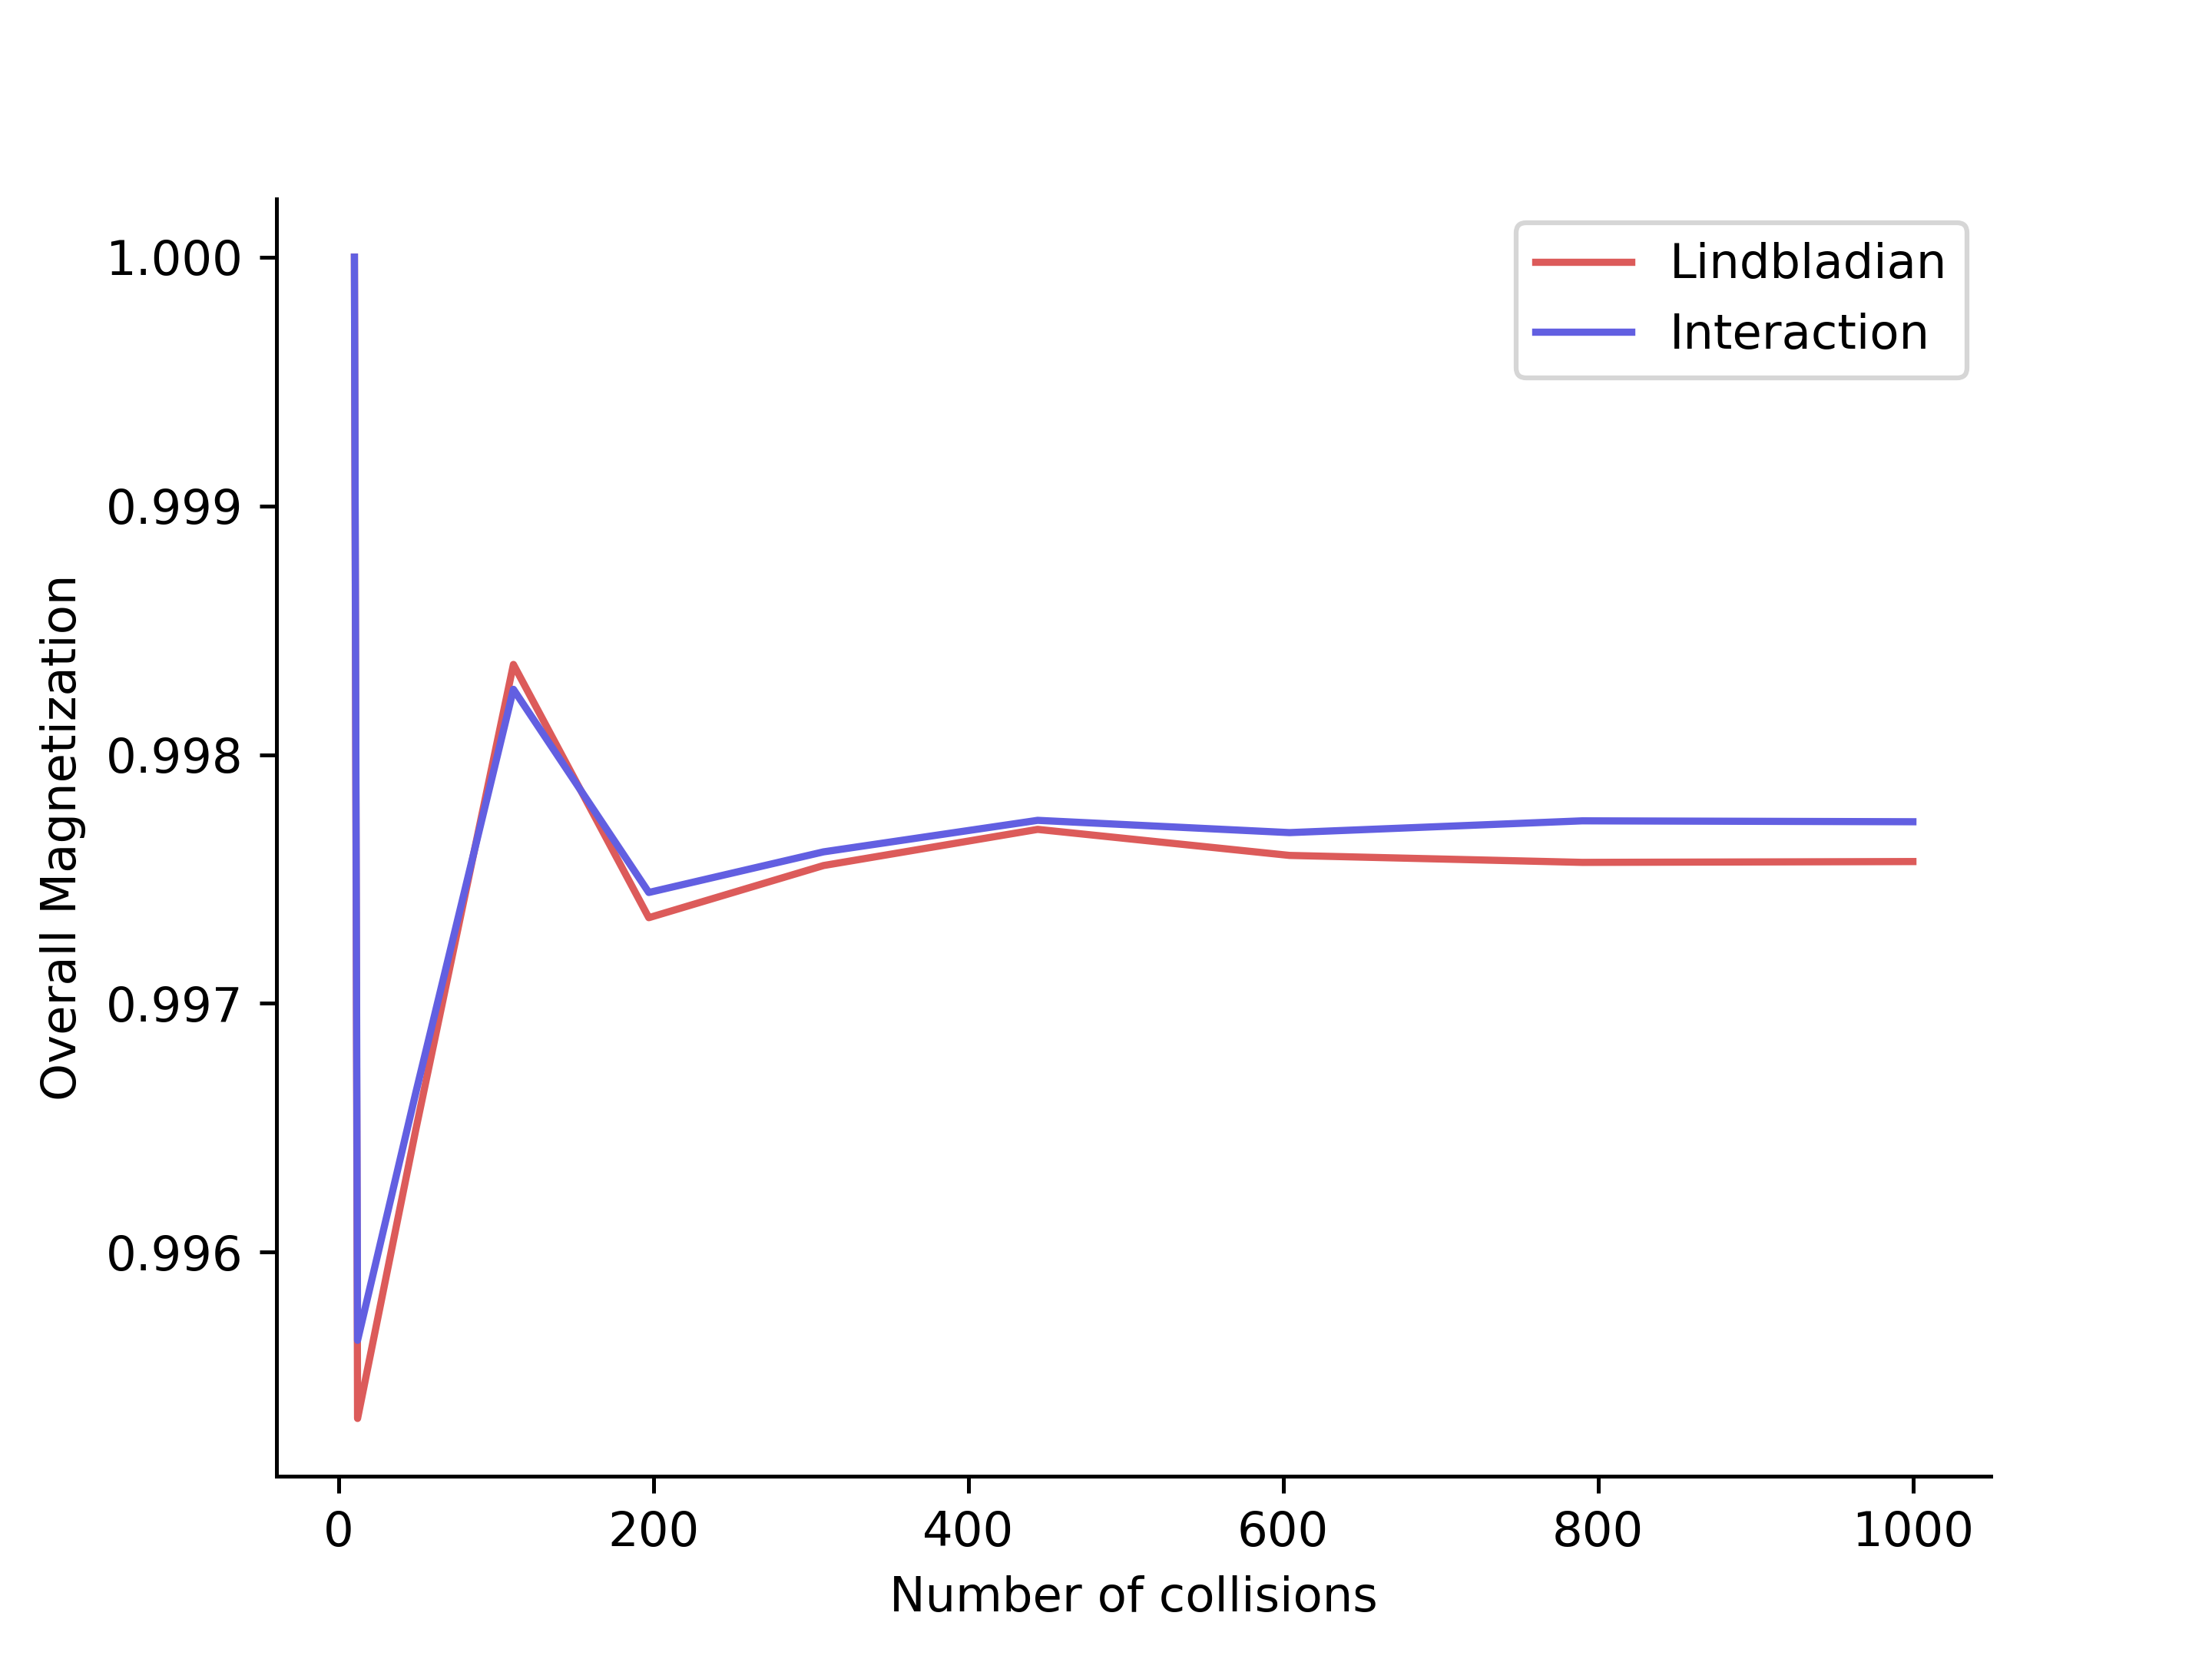 Lindbladian
Interaction
1.000
0.999
0.998
0.997
0.996
Overall Magnetization
0 200 400 600 800 1000
Number of collisions